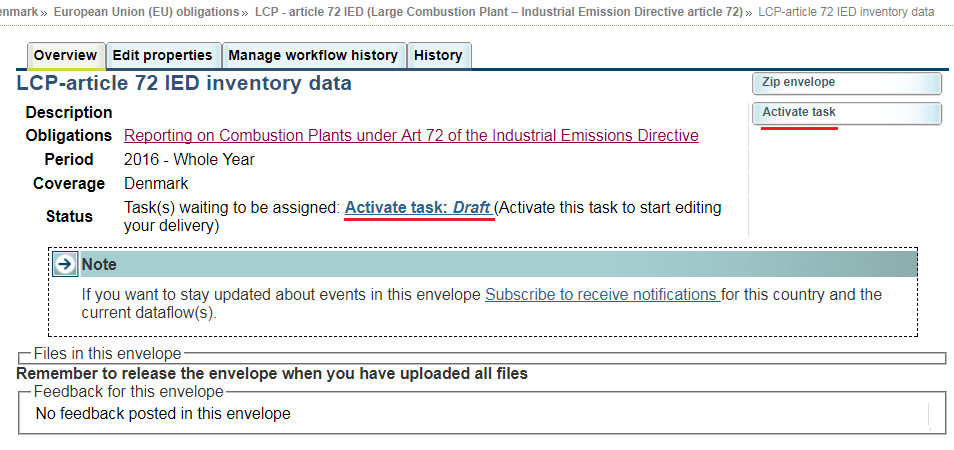 enmark » European Union (EU) obligations » LCP - article 72 IED (Large Combustion Plant – Industrial Emission Directive article 72) » LCP-article 72 IED inventory data
Overview Edit properties Manage workflow history History
LCP-article 72 IED inventory data
Zip envelope
Activate task
Description
Obligations Reporting on Combustion Plants under Art 72 of the Industrial Emissions Directive
Period 2016 - Whole Year
Coverage Denmark
Status Task(s) waiting to be assigned: Activate task: Draft (Activate this task to start editing
your delivery)
Note
If you want to stay updated about events in this envelope Subscribe to receive notifications for this country and the
current dataflow(s).
Files in this envelope
Remember to release the envelope when you have uploaded all files
Feedback for this envelope
No feedback posted in this envelope